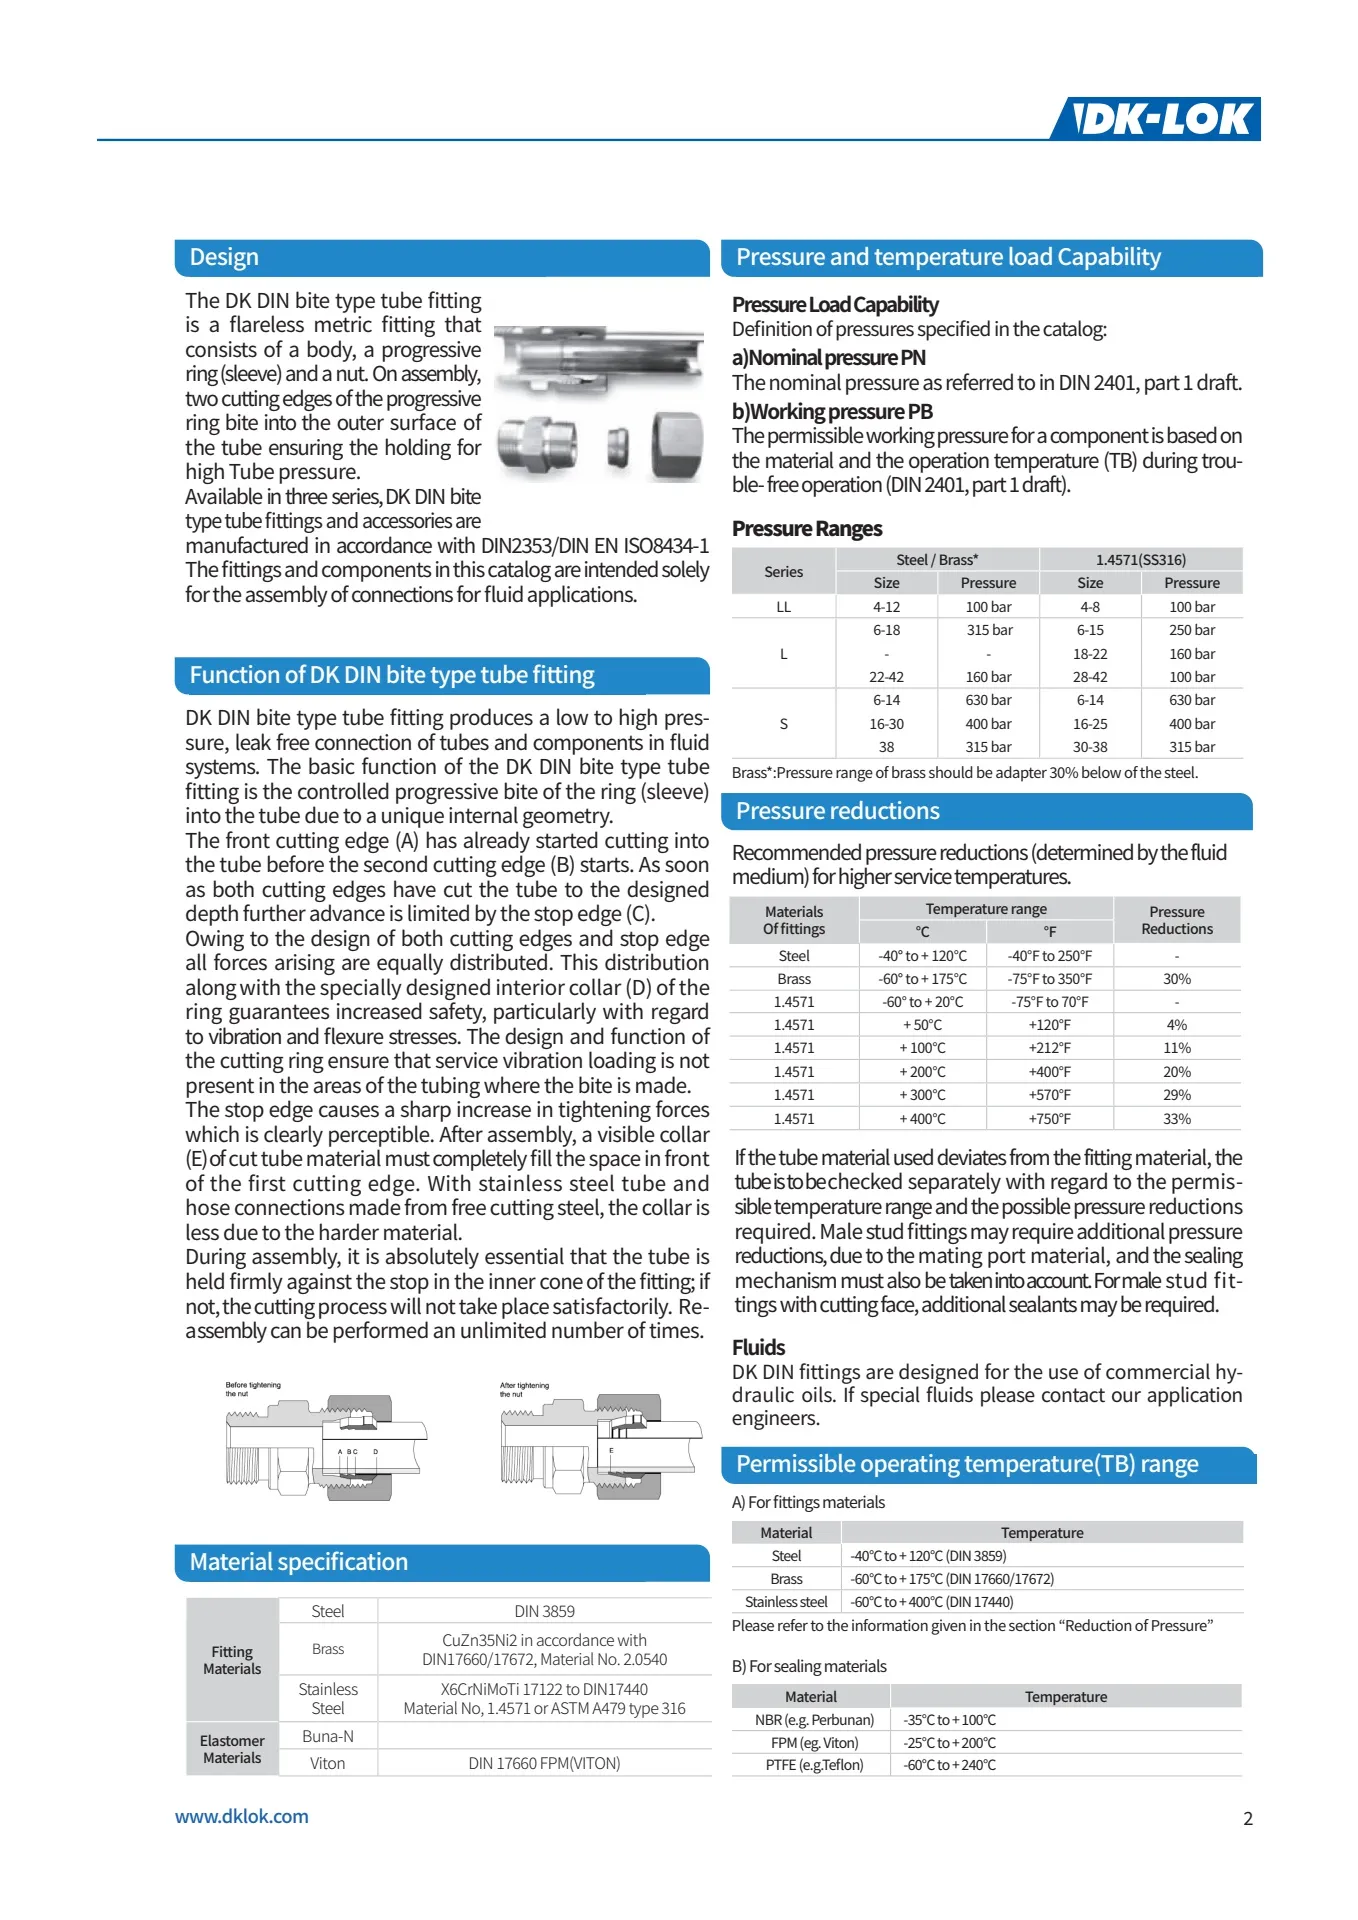 DK-LOK
Design
The DK DIN bite type tube fitting
is a flareless metric fitting that
consists of a body, a progressive
ring (sleeve) and a nut. On assembly,
two cutting edges of the progressive
ring bite into the outer surface of
the tube ensuring the holding for
high Tube pressure.
Available in three series, DK DIN bite
type tube fittings and accessories are
manufactured in accordance with DIN2353/DIN EN ISO8434-1
The fittings and components in this catalog are intended solely
for the assembly of connections for fluid applications.
Function of DK DIN bite type tube fitting
DK DIN bite type tube fitting produces a low to high pres-
sure, leak free connection of tubes and components in fluid
systems. The basic function of the DK DIN bite type tube
fitting is the controlled progressive bite of the ring (sleeve)
into the tube due to a unique internal geometry.
The front cutting edge (A) has already started cutting into
the tube before the second cutting edge (B) starts. As soon
as both cutting edges have cut the tube to the designed
depth further advance is limited by the stop edge (C).
Owing to the design of both cutting edges and stop edge
all forces arising are equally distributed. This distribution
along with the specially designed interior collar (D) of the
ring guarantees increased safety, particularly with regard
to vibration and flexure stresses. The design and function of
the cutting ring ensure that service vibration loading is not
present in the areas of the tubing where the bite is made.
The stop edge causes a sharp increase in tightening forces
which is clearly perceptible. After assembly, a visible collar
(E) of cut tube material must completely fill the space in front
of the first cutting edge. With stainless steel tube and
hose connections made from free cutting steel, the collar is
less due to the harder material.
During assembly, it is absolutely essential that the tube is
held firmly against the stop in the inner cone of the fitting; if
not, the cutting process will not take place satisfactorily. Re-
assembly can be performed an unlimited number of times.
Before tightening
the nut
A B C D
After tightening
the nut
E
Material specification
Fitting Materials Steel DIN 3859
Brass CuZn35Ni2 in accordance with
DIN17660/17672, Material No. 2.0540
Stainless Steel X6CrNiMoTi 17122 to DIN17440
Material No, 1.4571 or ASTM A479 type 316
Elastomer Materials Buna-N
Viton DIN 17660 FPM(VITON)
Pressure and temperature load Capability
Pressure Load Capability
Definition of pressures specified in the catalog:
a)Nominal pressure PN
The nominal pressure as referred to in DIN 2401, part 1 draft.
b)Working pressure PB
The permissible working pressure for a component is based on
the material and the operation temperature (TB) during trou-
ble- free operation (DIN 2401, part 1 draft).
Pressure Ranges
Series Steel / Brass* 1.4571(SS316)
Size Pressure Size Pressure
LL 4-12 100 bar 4-8 100 bar
6-18 315 bar 6-15 250 bar
L - - 18-22 160 bar
22-42 160 bar 28-42 100 bar
6-14 630 bar 6-14 630 bar
S 16-30 400 bar 16-25 400 bar
38 315 bar 30-38 315 bar
Brass*:Pressure range of brass should be adapter 30% below of the steel.
Pressure reductions
Recommended pressure reductions (determined by the fluid
medium) for higher service temperatures.
Materials Of fittings Temperature range Pressure Reductions
°C °F
Steel -40° to + 120°C -40°F to 250°F -
Brass -60° to + 175°C -75°F to 350°F 30%
1.4571 -60° to + 20°C -75°F to 70°F -
1.4571 + 50°C +120°F 4%
1.4571 + 100°C +212°F 11%
1.4571 + 200°C +400°F 20%
1.4571 + 300°C +570°F 29%
1.4571 + 400°C +750°F 33%
If the tube material used deviates from the fitting material, the
tube is to be checked separately with regard to the permis-
sible temperature range and the possible pressure reductions
required. Male stud fittings may require additional pressure
reductions, due to the mating port material, and the sealing
mechanism must also be taken into account. For male stud fit-
tings with cutting face, additional sealants may be required.
Fluids
DK DIN fittings are designed for the use of commercial hy-
draulic oils. If special fluids please contact our application
engineers.
Permissible operating temperature(TB) range
A) For fittings materials
Material Temperature
Steel -40°C to + 120°C (DIN 3859)
Brass -60°C to + 175°C (DIN 17660/17672)
Stainless steel -60°C to + 400°C (DIN 17440)
Please refer to the information given in the section “Reduction of Pressure”
B) For sealing materials
Material Temperature
NBR (e.g. Perbunan) -35°C to + 100°C
FPM (eg. Viton) -25°C to + 200°C
PTFE (e.g.Teflon) -60°C to + 240°C
www.dklok.com
2